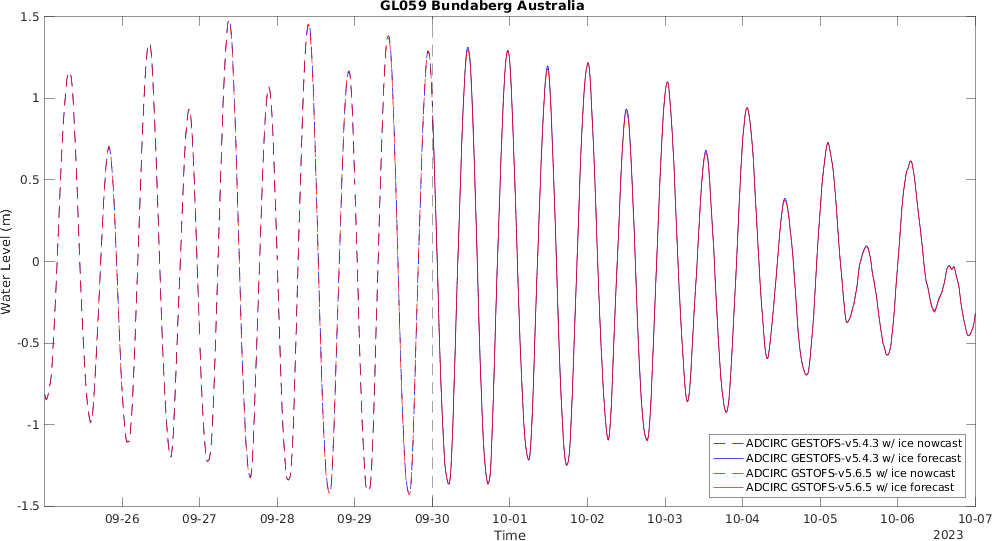 GL059 Bundaberg Australia
1.5
1
0.5
0
-0.5
-1
-1.5
Water Level (m)
ADCIRC GESTOFS-v5.4.3 w/ ice nowcast
ADCIRC GESTOFS-v5.4.3 w/ ice forecast
ADCIRC GSTOFS-v5.6.5 w/ ice nowcast
ADCIRC GSTOFS-v5.6.5 w/ ice forecast
09-26 09-27 09-28 09-29 09-30 10-01 10-02 10-03 10-04 10-05 10-06 10-07
Time
2023